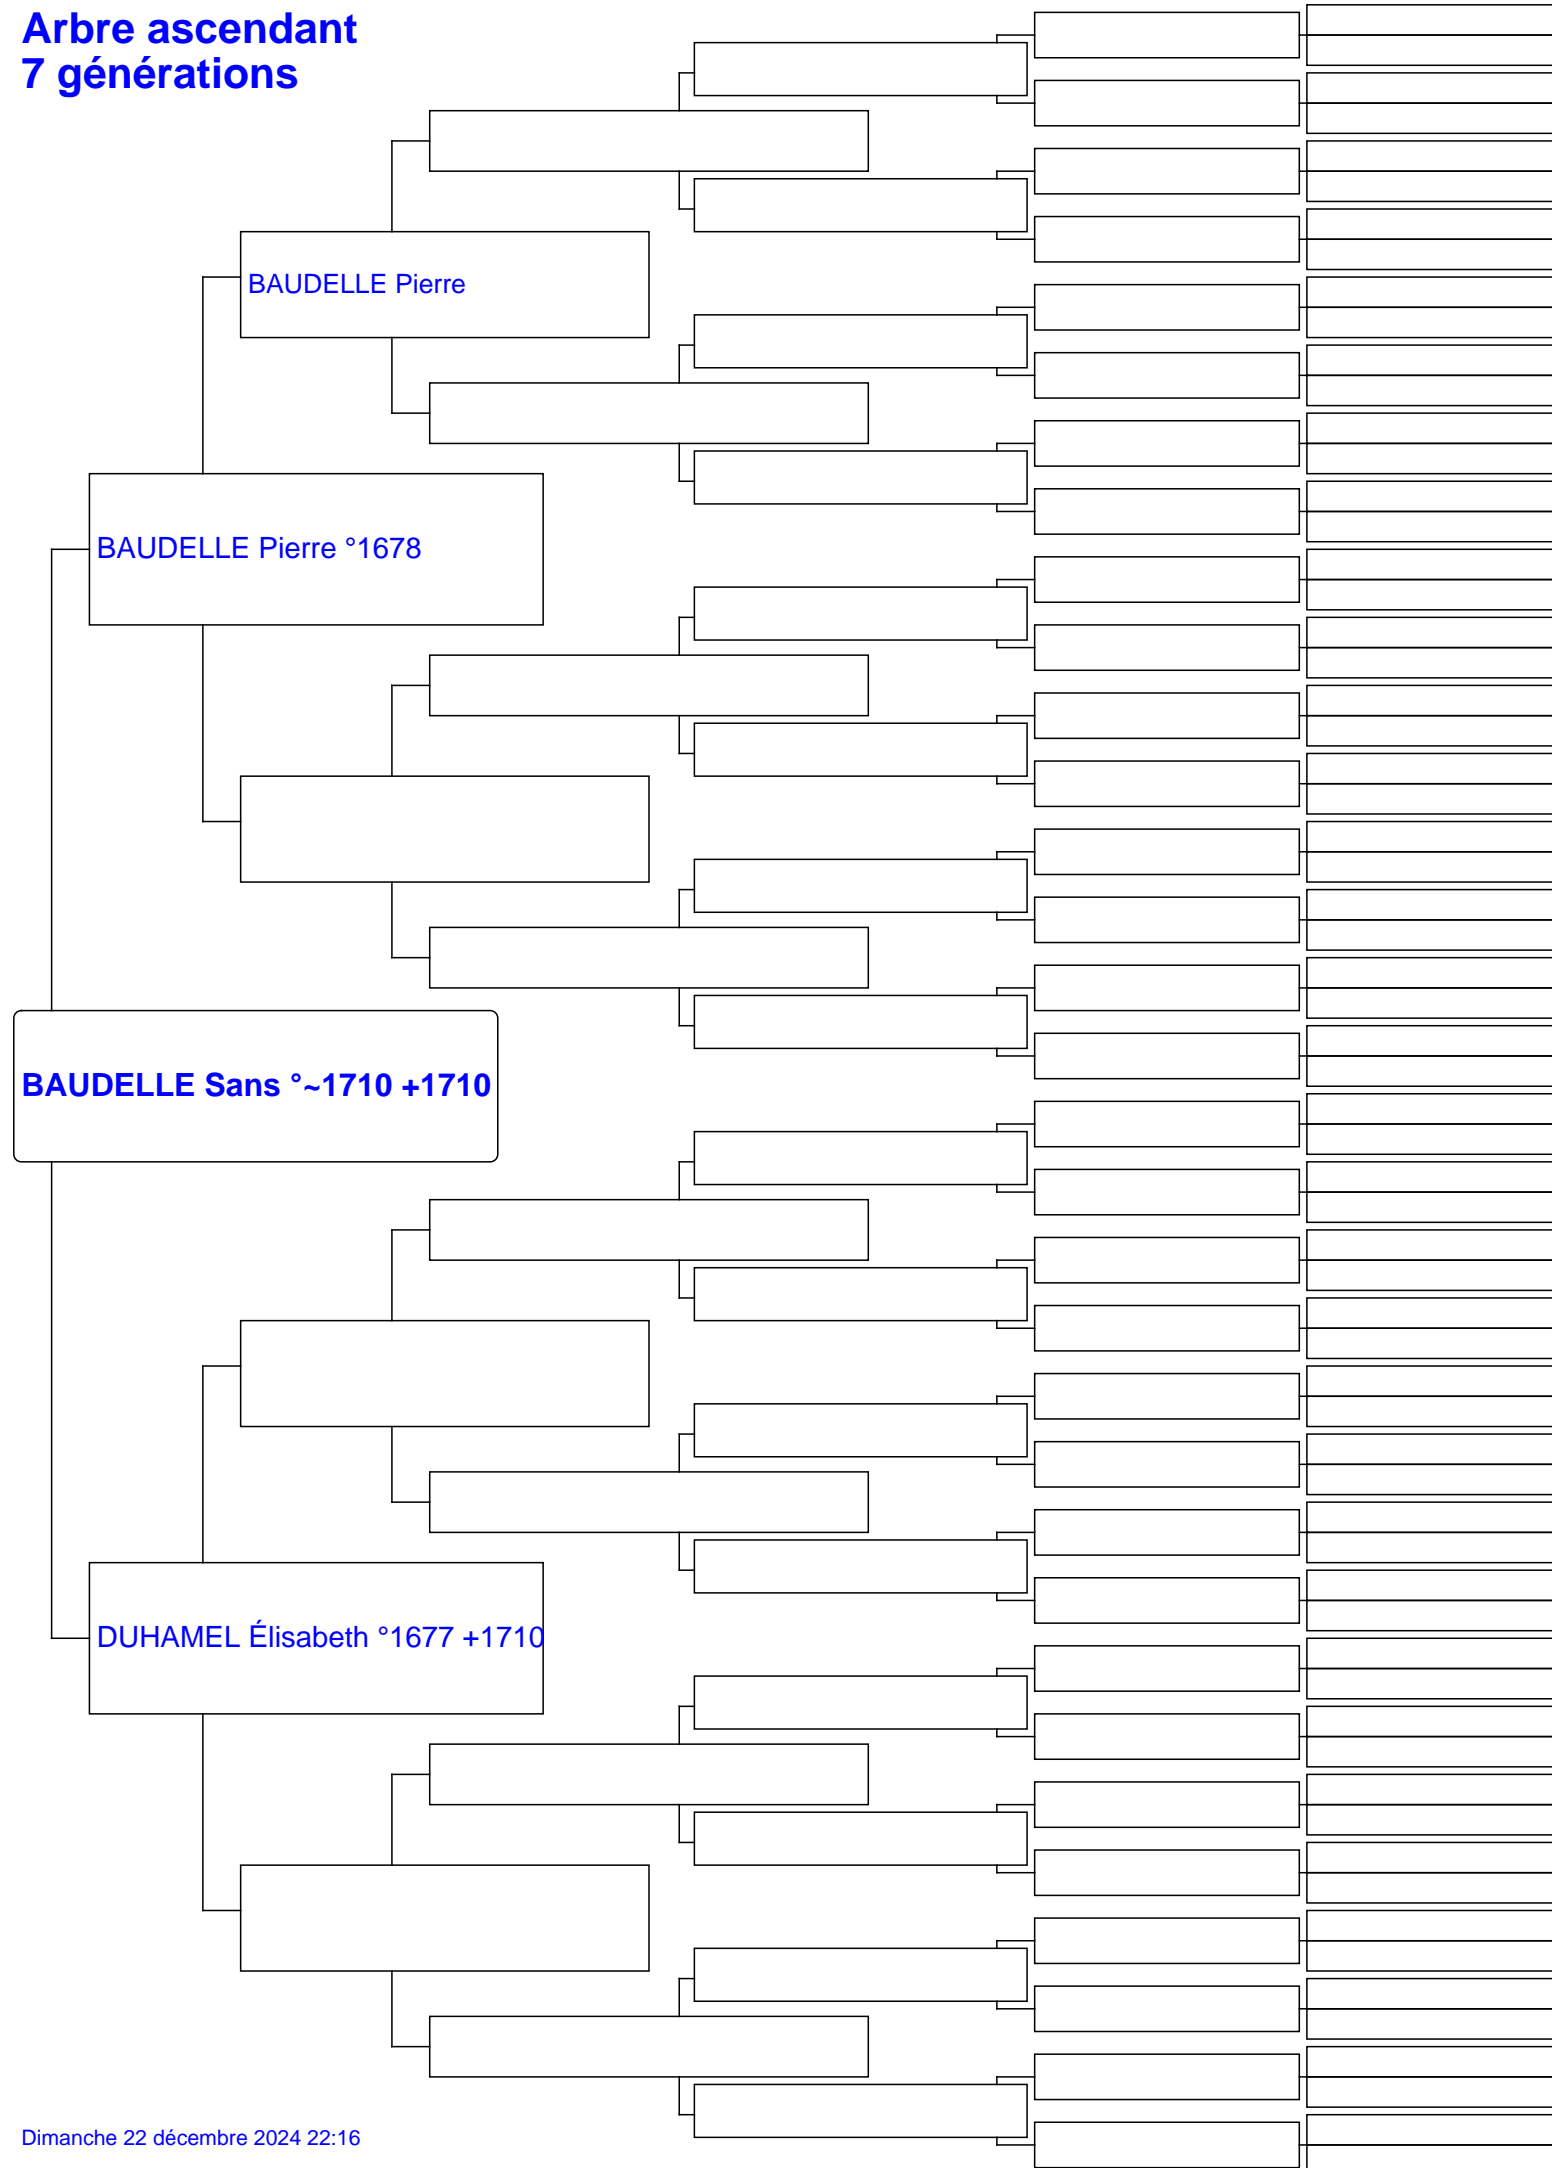 Arbre ascendant
7 générations
BAUDELLE Pierre
BAUDELLE Pierre °1678
BAUDELLE Sans °~1710 +1710
DUHAMEL Élisabeth °1677 +1710
Dimanche 22 décembre 2024 22:16